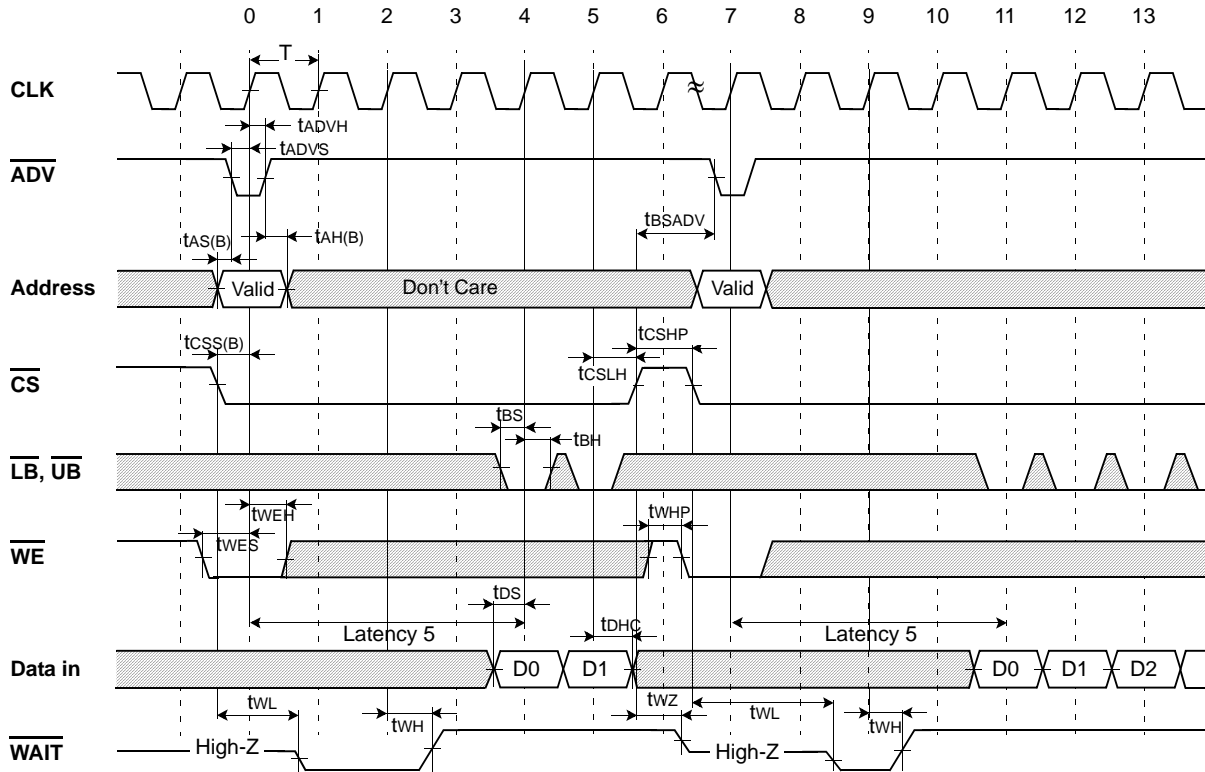 0 1 2 3 4 5 6 7 8 9 10 11 12 13
T
CLK
tADVH
tADVS
ADV
tBSADV
tAS(B)
tAH(B)
Address
Valid
Don't Care
Valid
tCSS(B)
tCSHP
tCSLH
CS
tBS
tBH
LB, UB
tWEH
tWHP
tWES
WE
tDS
Latency 5
tDHC
Latency 5
Data in
D0
D1
D0
D1
D2
tWL
tWH
tWZ
tWL
tWH
WAIT
High-Z
High-Z